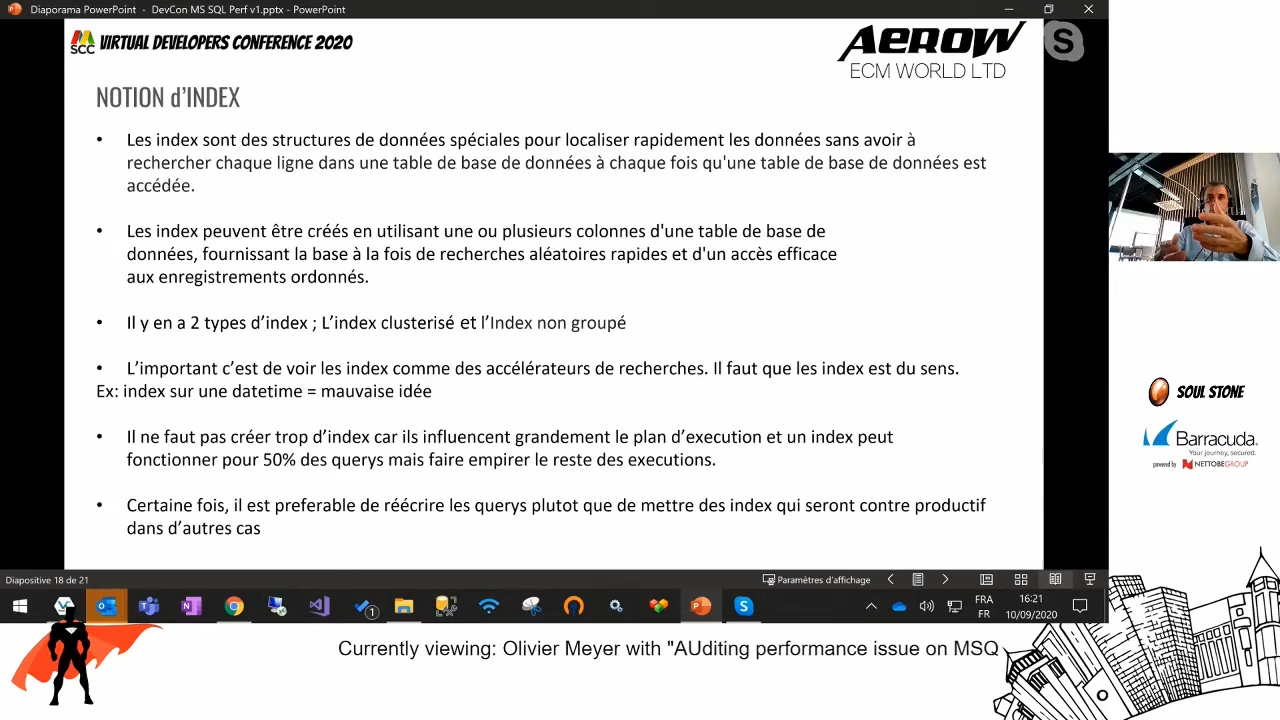 Diaporama PowerPoint - DevCon MS SQL Perf v1.pptx - PowerPoint
SCC VIRTUAL DEVELOPERS CONFERENCE 2020
AEROW
ECM WORLD LTD
S
NOTION d'INDEX
• Les index sont des structures de données spéciales pour localiser rapidement les données sans avoir à
rechercher chaque ligne dans une table de base de données à chaque fois qu'une table de base de données est
accédée.
• Les index peuvent être créés en utilisant une ou plusieurs colonnes d'une table de base de
données, fournissant la base à la fois de recherches aléatoires rapides et d'un accès efficace
aux enregistrements ordonnés.
• Il y en a 2 types d'index ; L'index clusterisé et l'Index non groupé
• L'important c'est de voir les index comme des accélérateurs de recherches. Il faut que les index est du sens.
Ex: index sur une datetime = mauvaise idée
• Il ne faut pas créer trop d'index car ils influencent grandement le plan d'execution et un index peut
fonctionner pour 50% des querys mais faire empirer le reste des executions.
• Certaine fois, il est preferable de réécrire les querys plutot que de mettre des index qui seront contre productif
dans d'autres cas
SOUL STONE
Barracuda.
Your journey, secured.
powered by NETTOBEGROUP
Diapositive 18 de 21
Paramètres d'affichage
1
FRA
FR
16:21
10/09/2020
Currently viewing: Olivier Meyer with "AUditing performance issue on MSQ